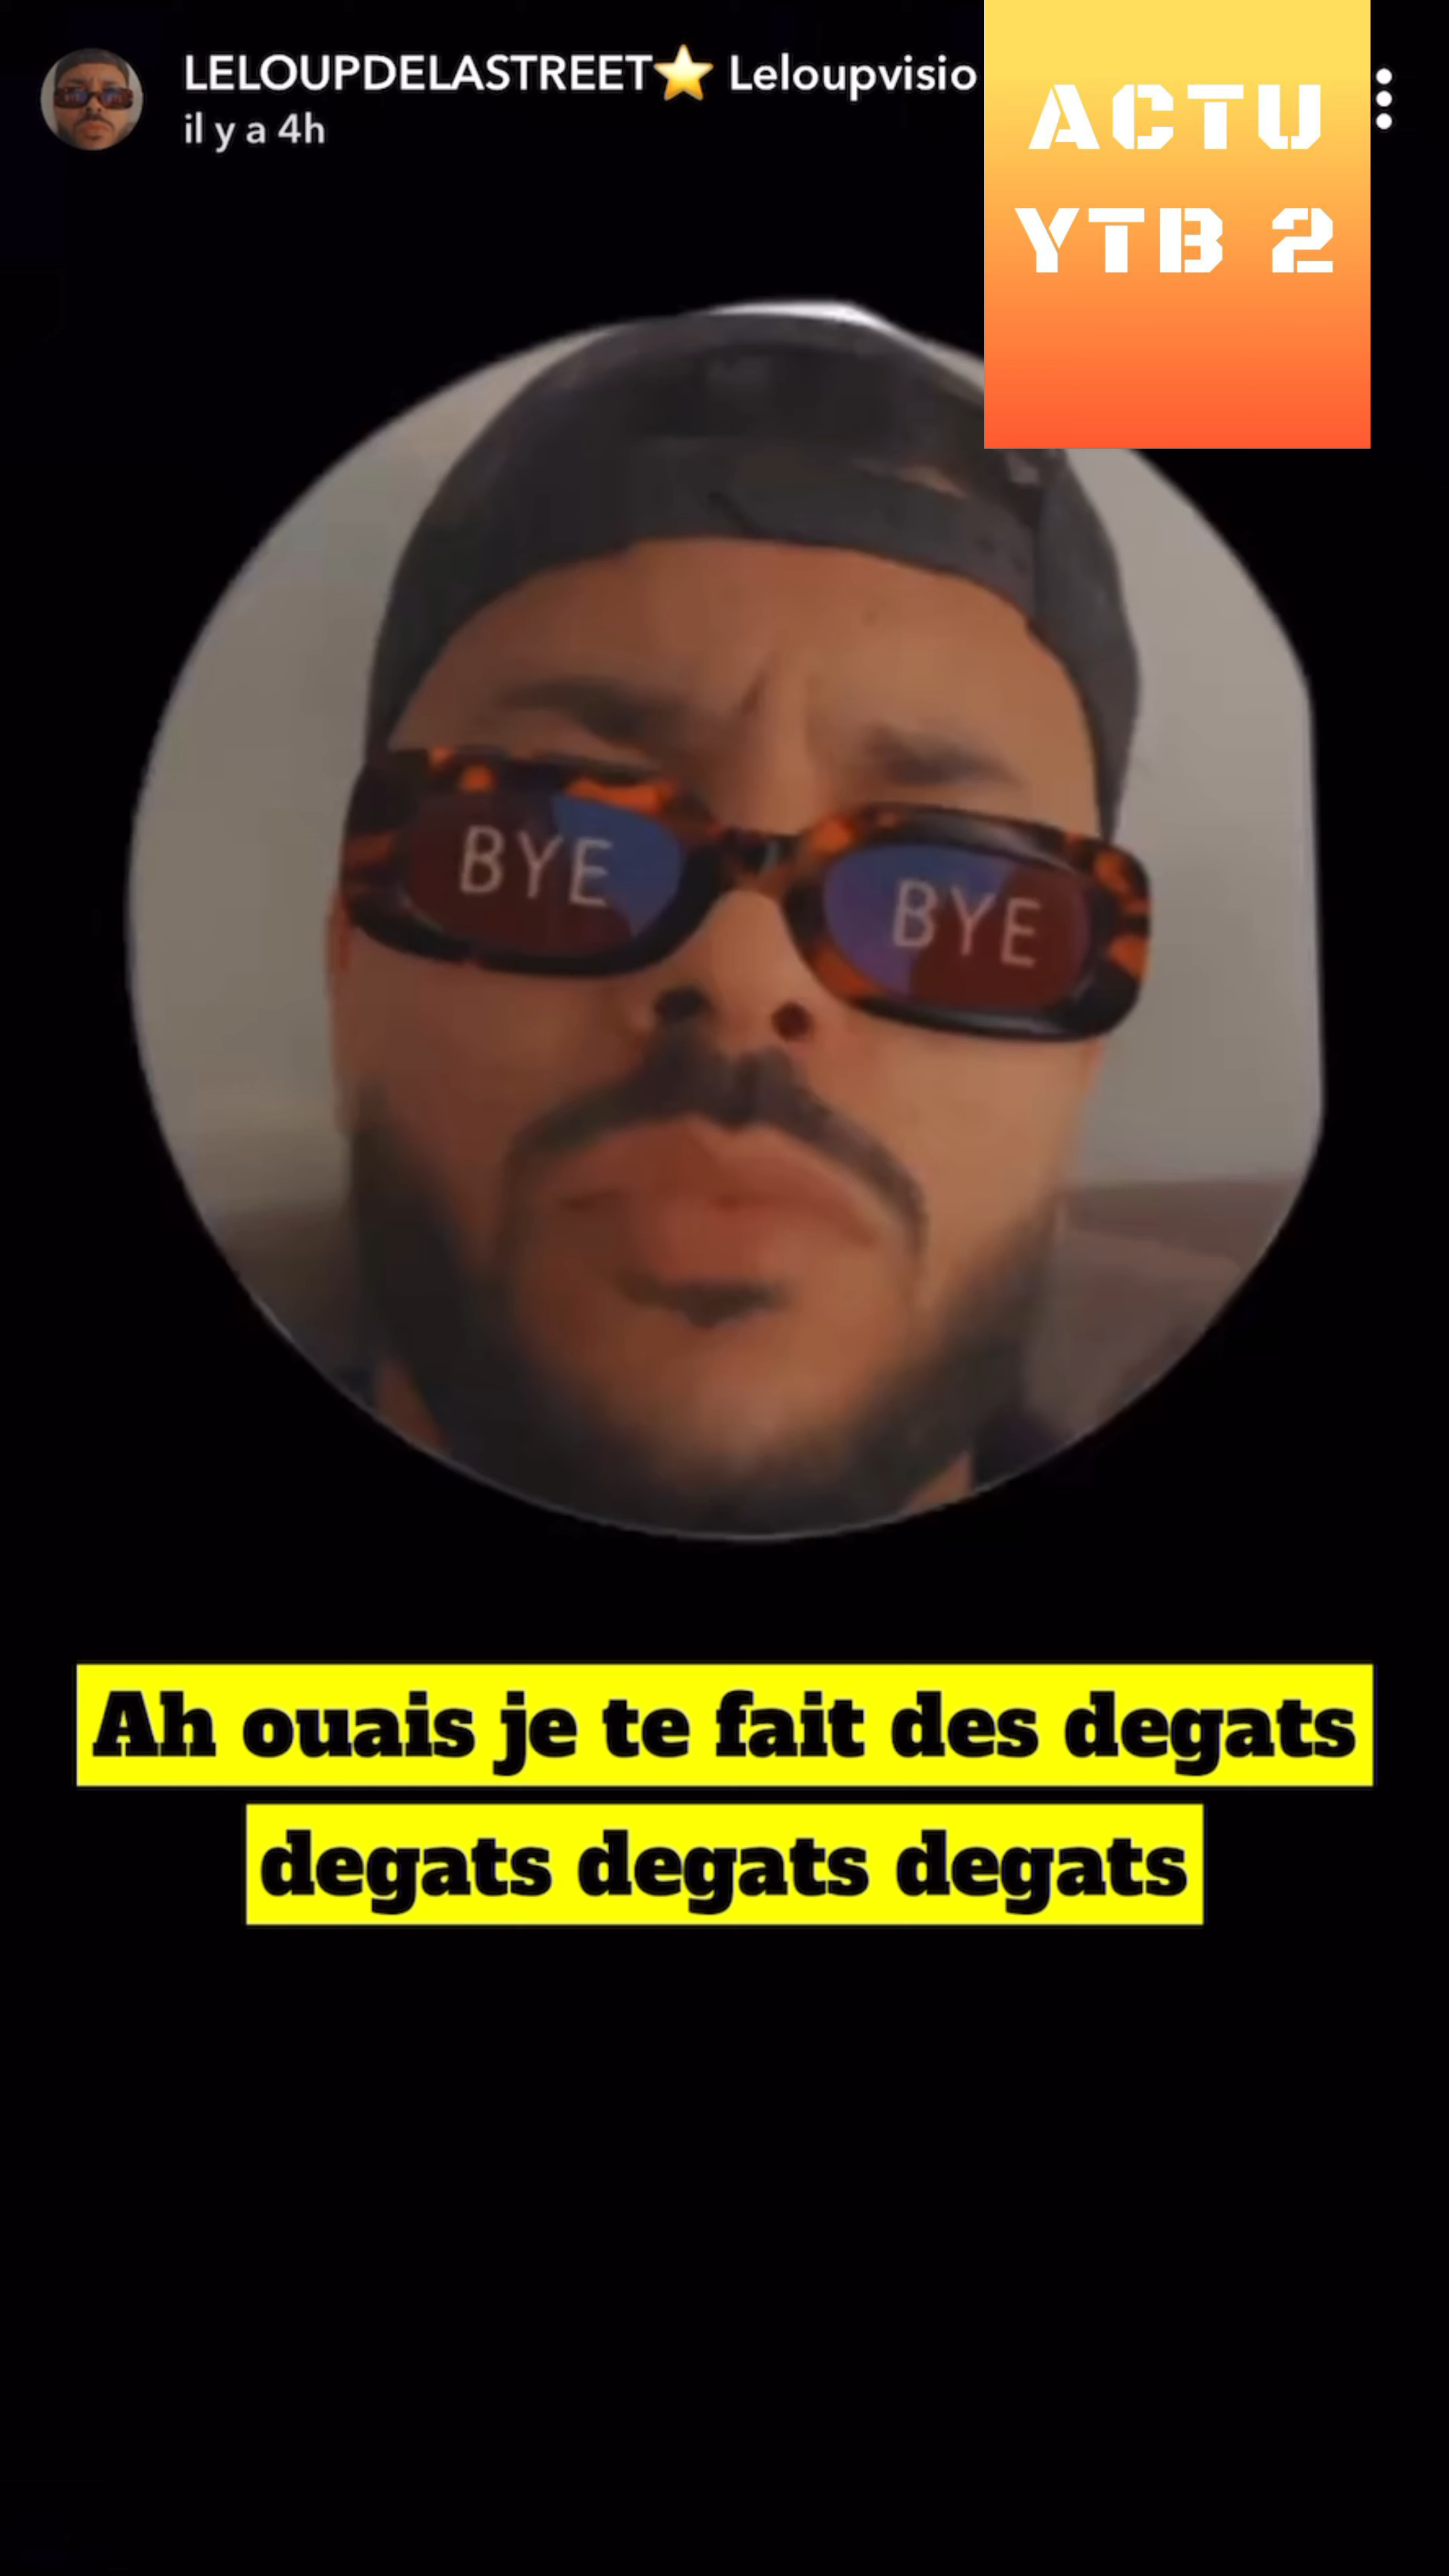 LELOUPDELASTREET⭐ Leloupvisio
il y a 4h
ACTU
YTB 2
BYE BYE
Ah ouais je te fait des degats
degats degats degats